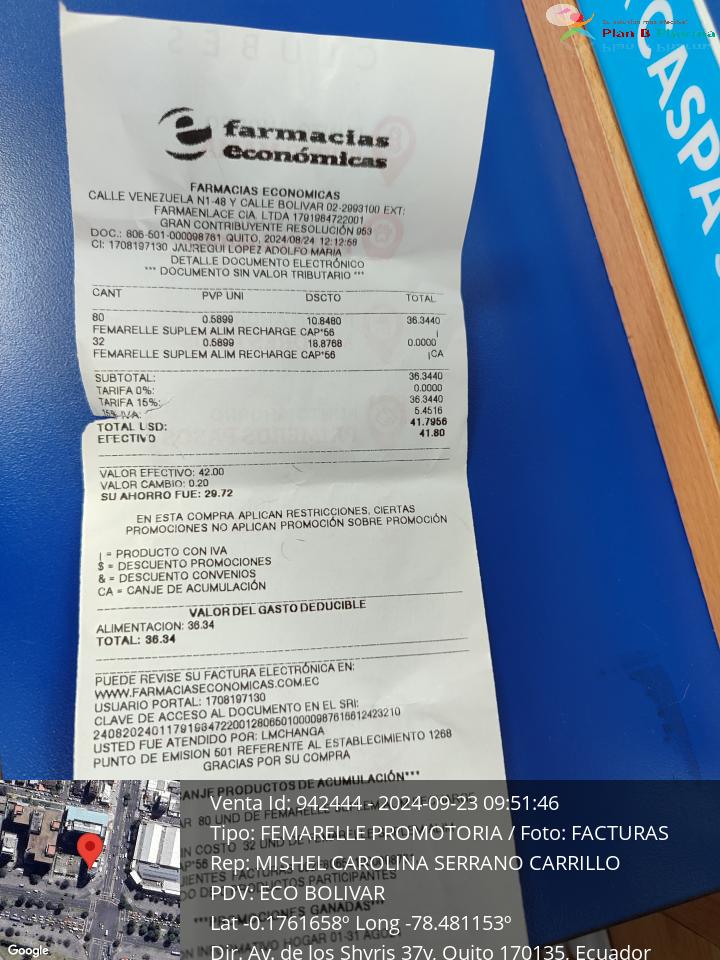 Plan B Pharma
CASPA
farmacias
económicas
FARMACIAS ECONOMICAS
CALLE VENEZUELA N1-48 Y CALLE BOLIVAR 02-2993100 EXT:
FARMAENLACE CIA. LTDA 1791984722001
GRAN CONTRIBUYENTE RESOLUCIÓN 953
DOC.: 806-501-000098761 QUITO, 2024/08/24 12:12:58
CI: 1708197130 JAUREGUI LOPEZ ADOLFO MARIA
DETALLE DOCUMENTO ELECTRÓNICO
*** DOCUMENTO SIN VALOR TRIBUTARIO ***
CANT PVP UNI DSCTO TOTAL
80 0.5899 10.8480 36.3440
FEMARELLE SUPLEM ALIM RECHARGE CAP*56 |
32 0.5899 18.8768 0.0000
FEMARELLE SUPLEM ALIM RECHARGE CAP*56 |CA
SUBTOTAL: 36.3440
TARIFA 0%: 0.0000
TARIFA 15%: 36.3440
15% IVA: 5.4516
TOTAL USD: 41.7956
EFECTIVO 41.80
VALOR EFECTIVO: 42.00
VALOR CAMBIO: 0.20
SU AHORRO FUE: 29.72
EN ESTA COMPRA APLICAN RESTRICCIONES, CIERTAS
PROMOCIONES NO APLICAN PROMOCIÓN SOBRE PROMOCIÓN
| = PRODUCTO CON IVA
$ = DESCUENTO PROMOCIONES
& = DESCUENTO CONVENIOS
CA = CANJE DE ACUMULACIÓN
VALOR DEL GASTO DEDUCIBLE
ALIMENTACION: 36.34
TOTAL: 36.34
PUEDE REVISE SU FACTURA ELECTRÓNICA EN:
WWW.FARMACIASECONOMICAS.COM.EC
USUARIO PORTAL: 1708197130
CLAVE DE ACCESO AL DOCUMENTO EN EL SRI:
USTED FUE ATENDIDO POR: LMCHANGA
PUNTO DE EMISION 501 REFERENTE AL ESTABLECIMIENTO 1268
GRACIAS POR SU COMPRA
ANJE PRODUCTOS DE ACUMULACIÓN***
Venta Id: 942444 - 2024-09-23 09:51:46
Tipo: FEMARELLE PROMOTORIA / Foto: FACTURAS
Rep: MISHEL CAROLINA SERRANO CARRILLO
PDV: ECO BOLIVAR
Lat -0.1761658º Long -78.481153º
Dir. Av. de los Shyris 37v, Quito 170135, Ecuador
Google